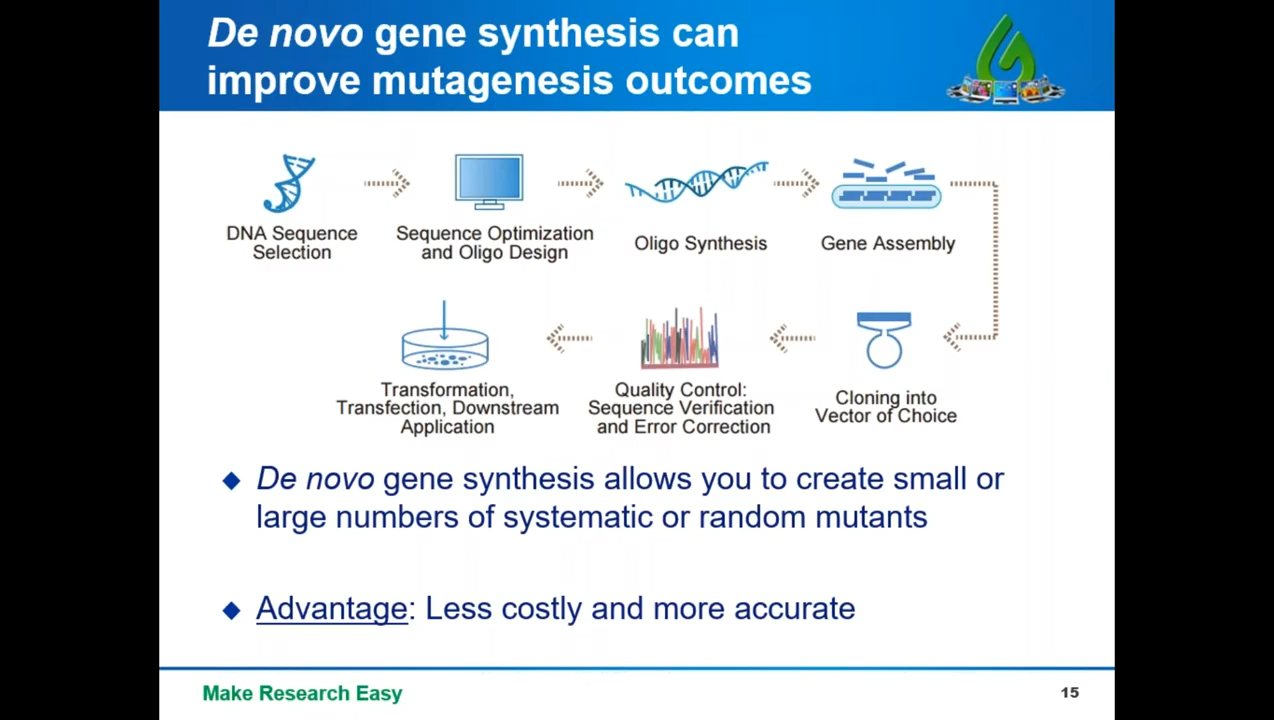 De novo gene synthesis can
improve mutagenesis outcomes
DNA Sequence
Selection
Sequence Optimization
and Oligo Design
Oligo Synthesis
Gene Assembly
Transformation,
Transfection, Downstream
Application
Quality Control:
Sequence Verification
and Error Correction
Cloning into
Vector of Choice
De novo gene synthesis allows you to create small or
large numbers of systematic or random mutants
Advantage: Less costly and more accurate
Make Research Easy
15